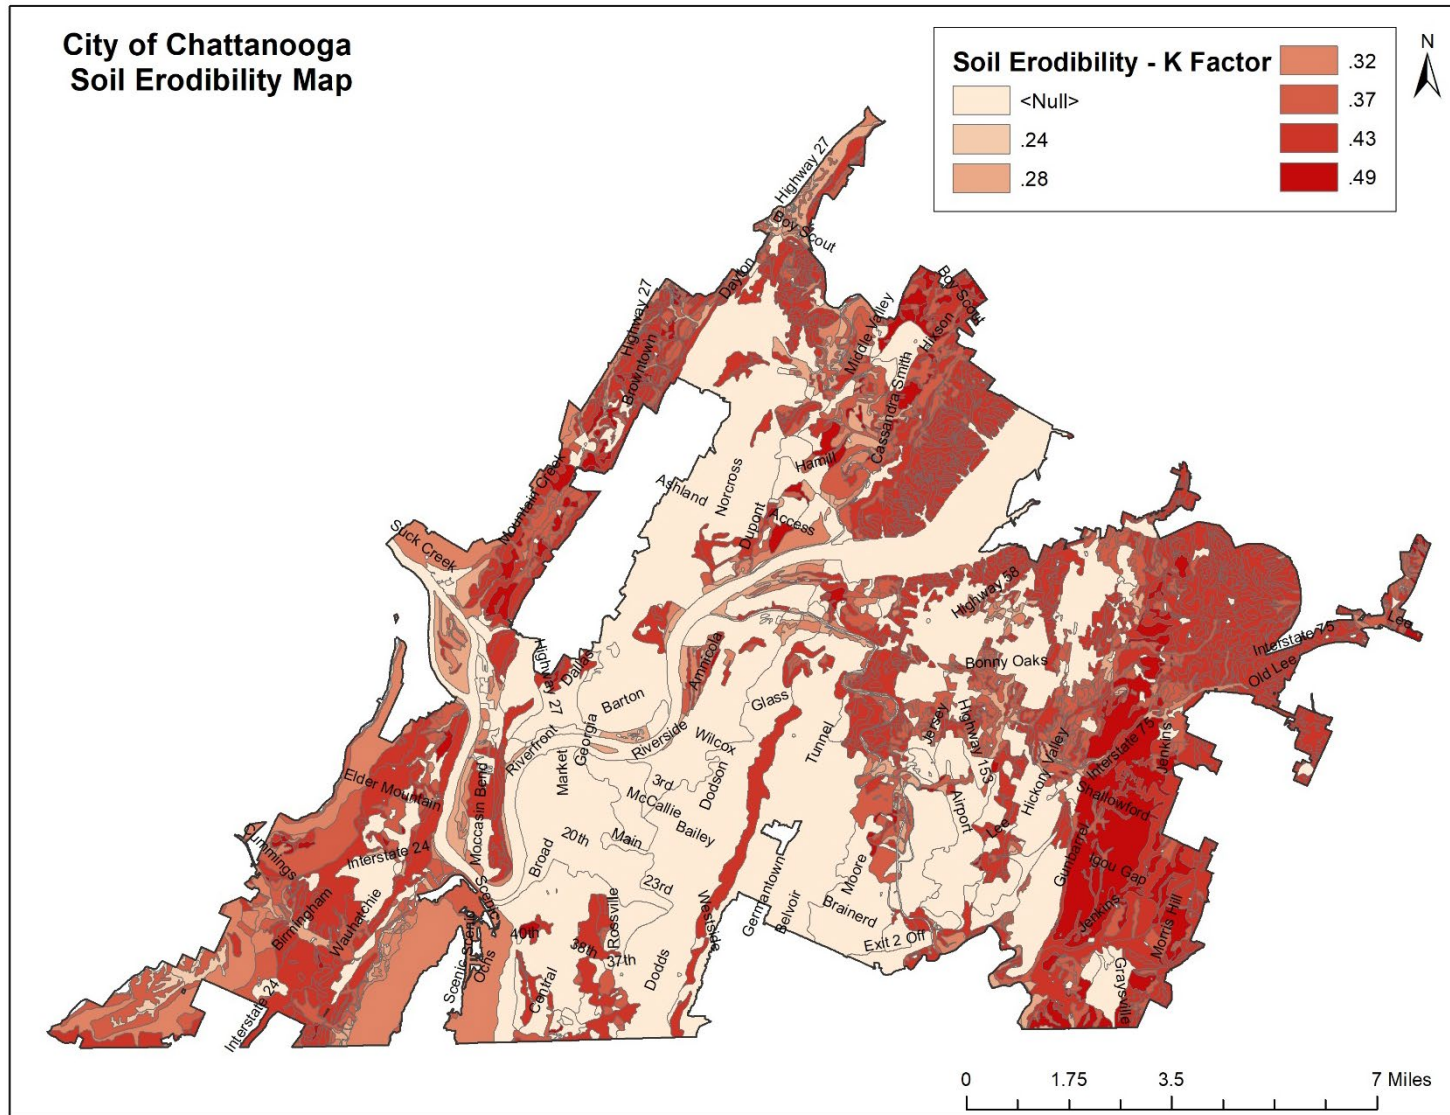 City of Chattanooga
Soil Erodibility Map
Soil Erodibility - K Factor
<Null>
.24
.28
.32
.37
.43
.49
N
Highway 27
Boy Scout
Dayton
Boy Scout
Highway 27
Middle Valley
Hixson
Browntown
Cassandra Smith
Mountain Creek
Hamill
Norcross
Ashland
Dupont
Access
Suck Creek
Highway 58
Lee
Interstate 75
Old Lee
Bonny Oaks
Amnicola
Highway 27
Dallas
Barton
Glass
Jersey
Highway 153
Hickory Valley
Interstate 75
Jenkins
Riverfront
Georgia
Riverside
Wilcox
Tunnel
Market
3rd
Dodson
McCallie
Elder Mountain
Moccasin Bend
Airport
Shallowford
Lee
Bailey
Main
20th
Broad
Cummings
Interstate 24
Gunbarrel
Igou Gap
23rd
Scenic
Moore
Germantown
Belvoir
Brainerd
Birmingham
Wauhatchie
Westside
Rossville
Jenkins
Morris Hill
Exit 2 Off
40th
38th
37th
Scenic
Scenic
Ochs
Central
Dodds
Graysville
Interstate 24
0
1.75
3.5
7 Miles